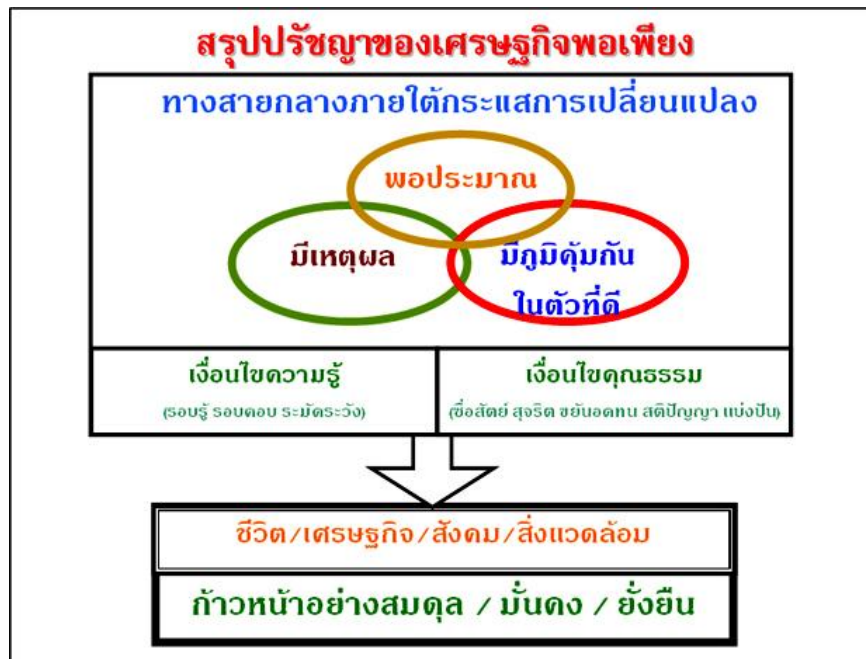 สรุปปรัชญาของเศรษฐกิจพอเพียง
ทางสายกลางภายใต้กระแสการเปลี่ยนแปลง
พอประมาณ
มีเหตุผล
มีภูมิคุ้มกัน
ในตัวที่ดี
เงื่อนไขความรู้
(รอบรู้ รอบคอบ ระมัดระวัง)
เงื่อนไขคุณธรรม
(ซื่อสัตย์ สุจริต ขยันอดทน สติปัญญา แบ่งปัน)
ชีวิต/เศรษฐกิจ/สังคม/สิ่งแวดล้อม
ก้าวหน้าอย่างสมดุล / มั่นคง / ยั่งยืน